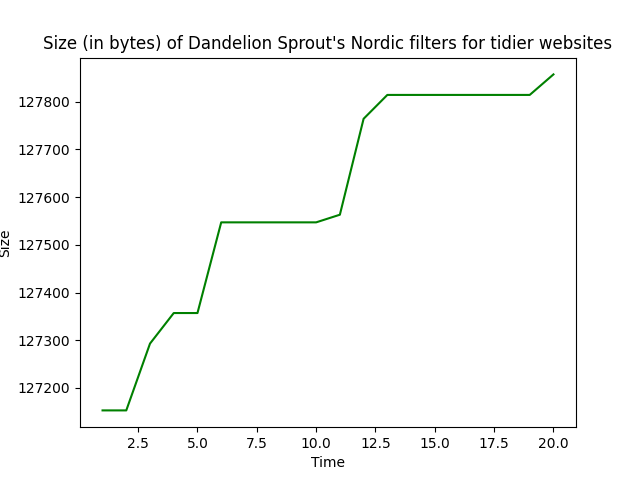 Size (in bytes) of Dandelion Sprout's Nordic filters for tidier websites
127800
127700
127600
127500
127400
127300
127200
Size
2.5 5.0 7.5 10.0 12.5 15.0 17.5 20.0
Time